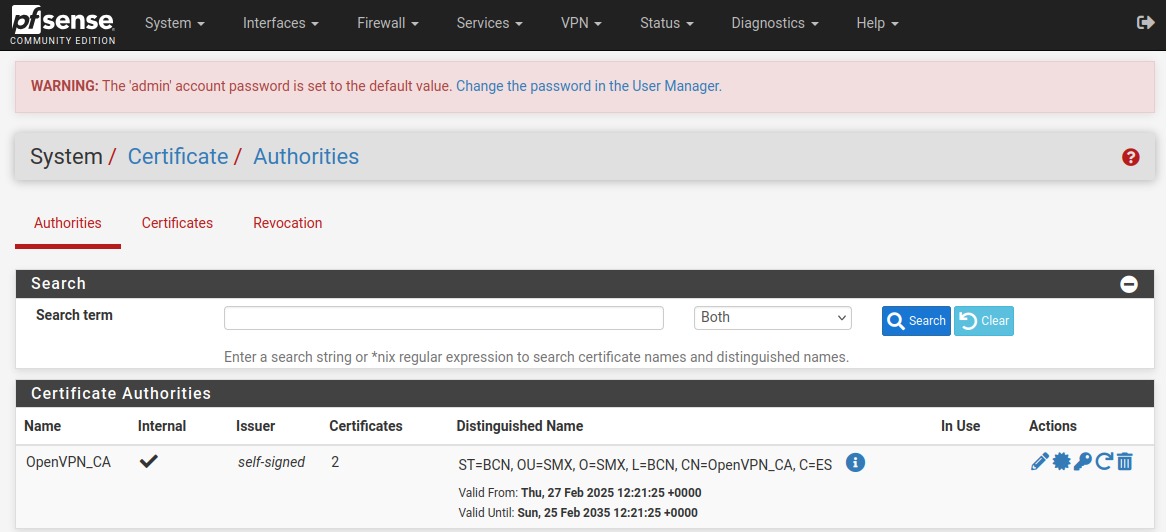 pfsense
COMMUNITY EDITION
System Interfaces Firewall Services VPN Status Diagnostics Help
WARNING: The 'admin' account password is set to the default value. Change the password in the User Manager.
System / Certificate / Authorities
Authorities Certificates Revocation
Search
Search term Both Search Clear
Enter a search string or *nix regular expression to search certificate names and distinguished names.
Certificate Authorities
Name Internal Issuer Certificates Distinguished Name In Use Actions
OpenVPN_CA self-signed 2 ST=BCN, OU=SMX, O=SMX, L=BCN, CN=OpenVPN_CA, C=ES
Valid From: Thu, 27 Feb 2025 12:21:25 +0000
Valid Until: Sun, 25 Feb 2035 12:21:25 +0000